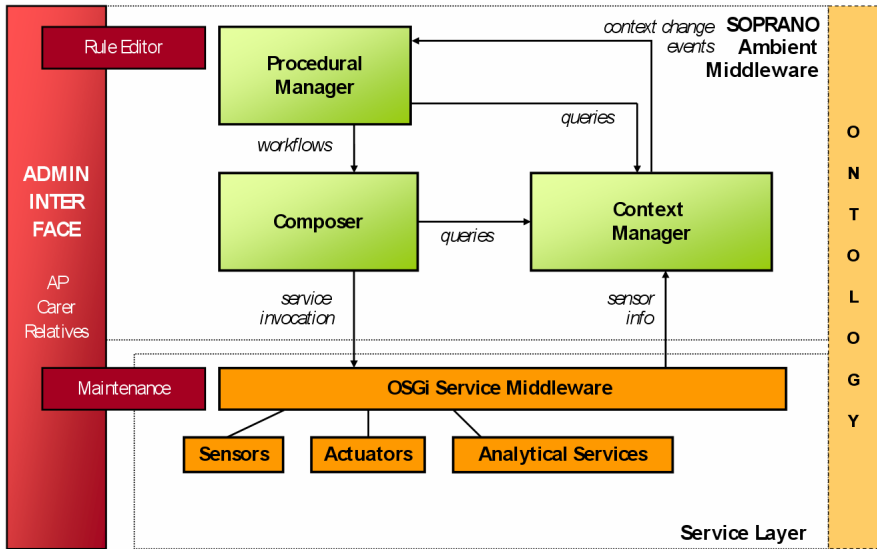 Rule Editor
ADMIN
INTER
FACE
AP
Carer
Relatives
Maintenance
Procedural
Manager
context change
events
SOPRANO
Ambient
Middleware
queries
workflows
Composer
queries
Context
Manager
service
invocation
sensor
info
OSGi Service Middleware
Sensors
Actuators
Analytical Services
Service Layer
O
N
T
O
L
O
G
Y